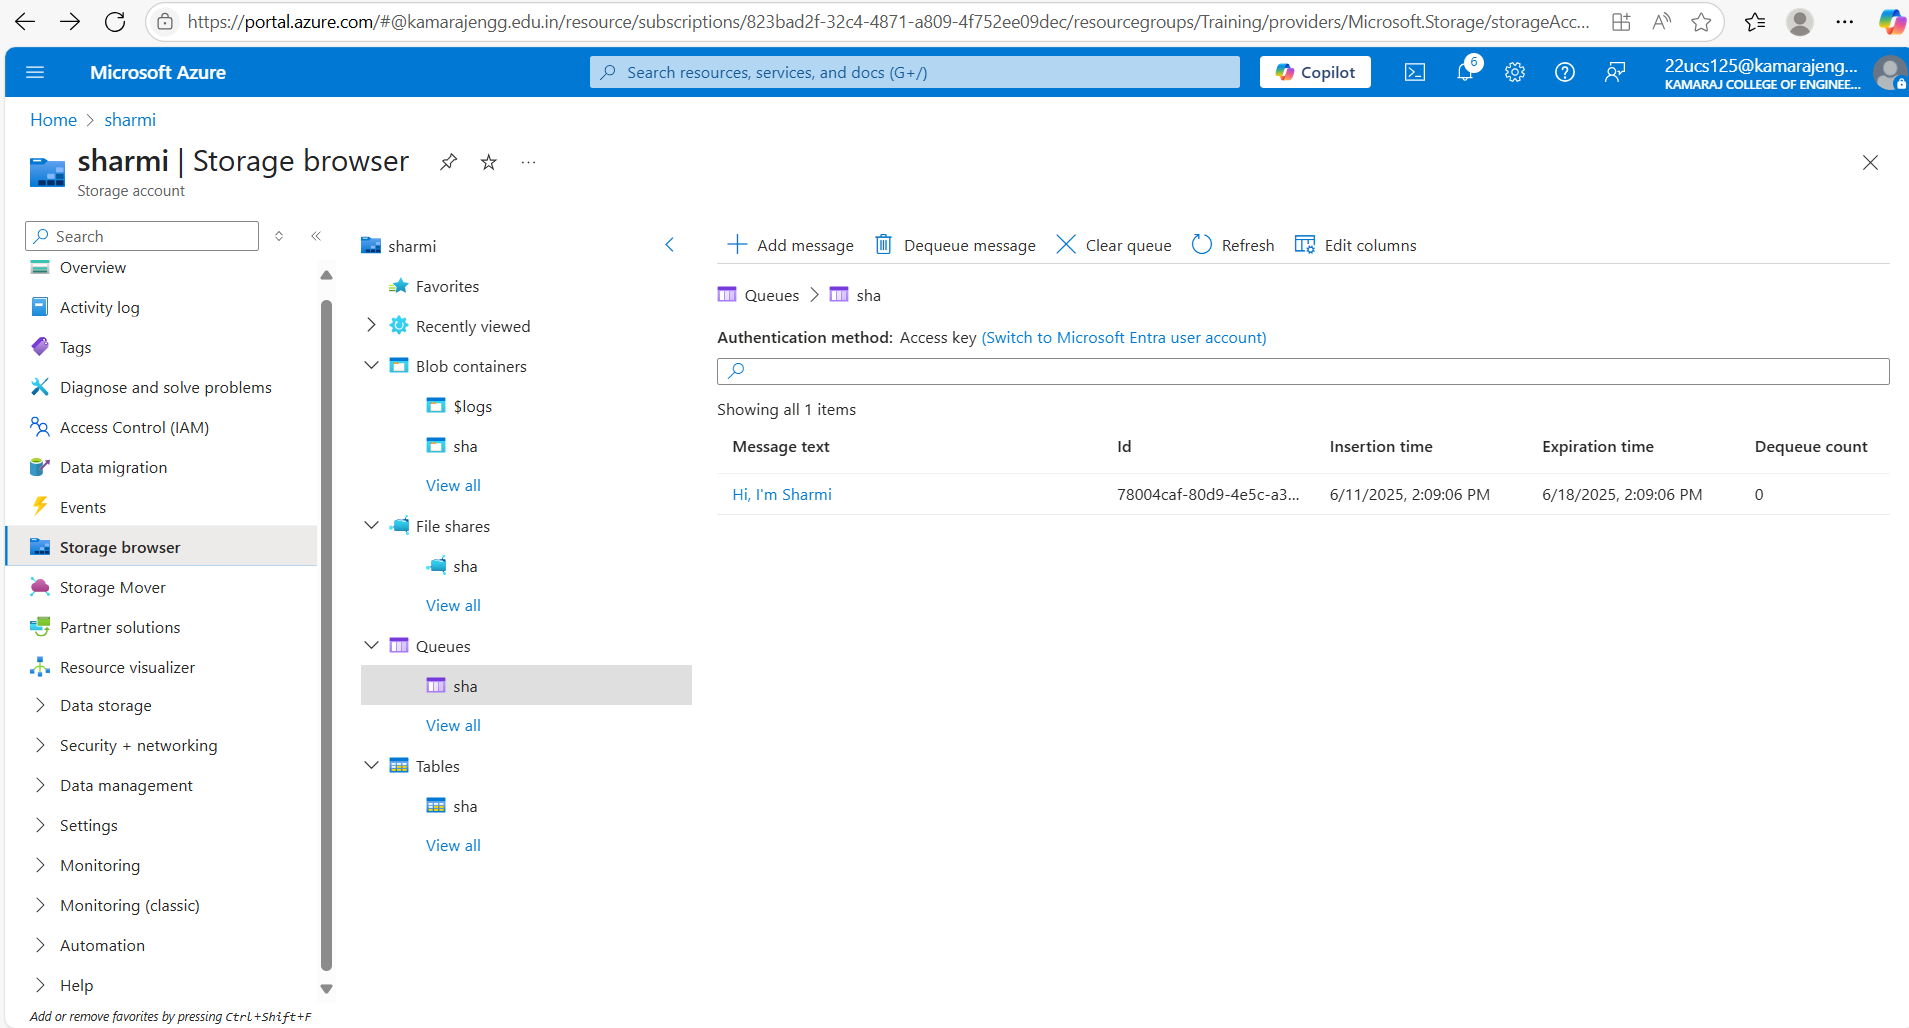 https://portal.azure.com/#@kamarajengg.edu.in/resource/subscriptions/823bad2f-32c4-4871-a809-4f752ee09dec/resourcegroups/Training/providers/Microsoft.Storage/storageAcc...
Microsoft Azure
Search resources, services, and docs (G+/)
Copilot
6
22ucs125@kamarajeng...
KAMARAJ COLLEGE OF ENGINEE...
Home > sharmi
sharmi | Storage browser
Storage account
Search
Overview
Activity log
Tags
Diagnose and solve problems
Access Control (IAM)
Data migration
Events
Storage browser
Storage Mover
Partner solutions
Resource visualizer
Data storage
Security + networking
Data management
Settings
Monitoring
Monitoring (classic)
Automation
Help
Add or remove favorites by pressing Ctrl+Shift+F
sharmi
Favorites
Recently viewed
Blob containers
$logs
sha
View all
File shares
sha
View all
Queues
sha
View all
Tables
sha
View all
Add message Dequeue message Clear queue Refresh Edit columns
Queues > sha
Authentication method: Access key (Switch to Microsoft Entra user account)
Showing all 1 items
Message text Id Insertion time Expiration time Dequeue count
Hi, I'm Sharmi 78004caf-80d9-4e5c-a3... 6/11/2025, 2:09:06 PM 6/18/2025, 2:09:06 PM 0